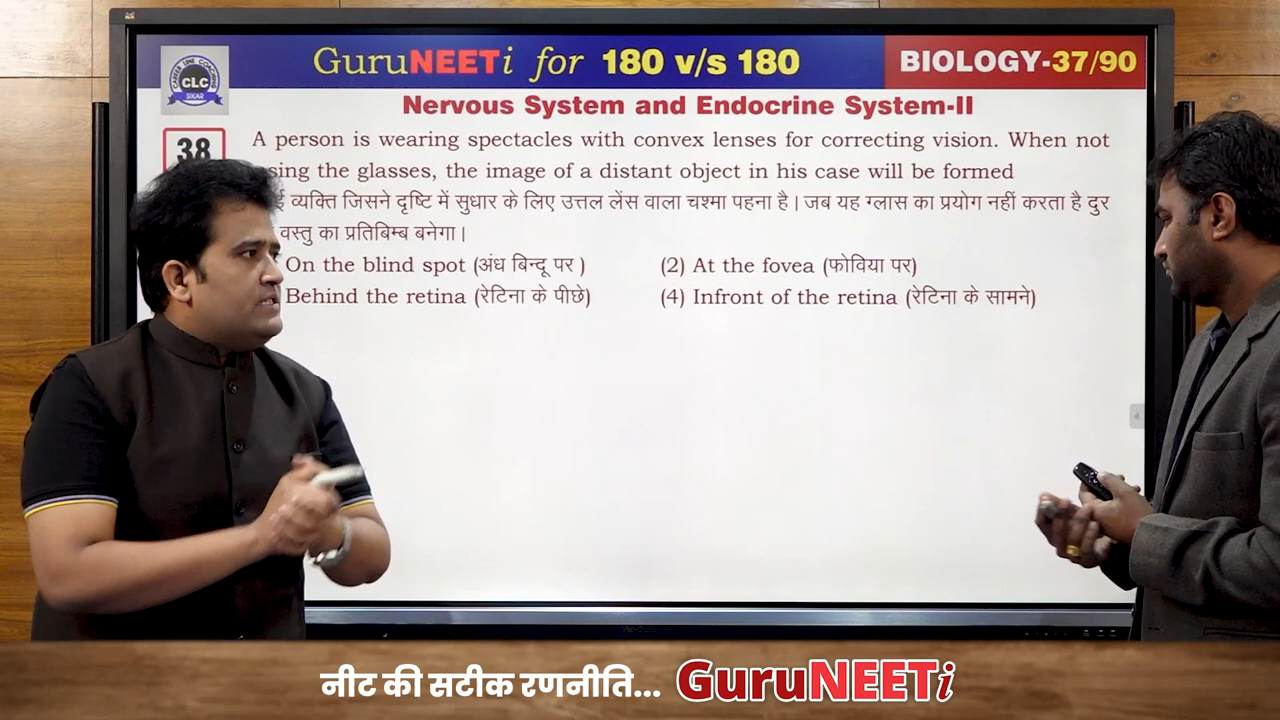 GuruNEETi for 180 v/s 180
BIOLOGY-37/90
CAREER LINE COACHING
CLC
SIKAR
Nervous System and Endocrine System-II
38
A person is wearing spectacles with convex lenses for correcting vision. When not
sing the glasses, the image of a distant object in his case will be formed
ई व्यक्ति जिसने दृष्टि में सुधार के लिए उत्तल लेंस वाला चश्मा पहना है। जब यह ग्लास का प्रयोग नहीं करता है दुर
वस्तु का प्रतिबिम्ब बनेगा।
On the blind spot (अंध बिन्दू पर ) (2) At the fovea (फोविया पर)
Behind the retina (रेटिना के पीछे) (4) Infront of the retina (रेटिना के सामने)
नीट की सटीक रणनीति... GuruNEETi